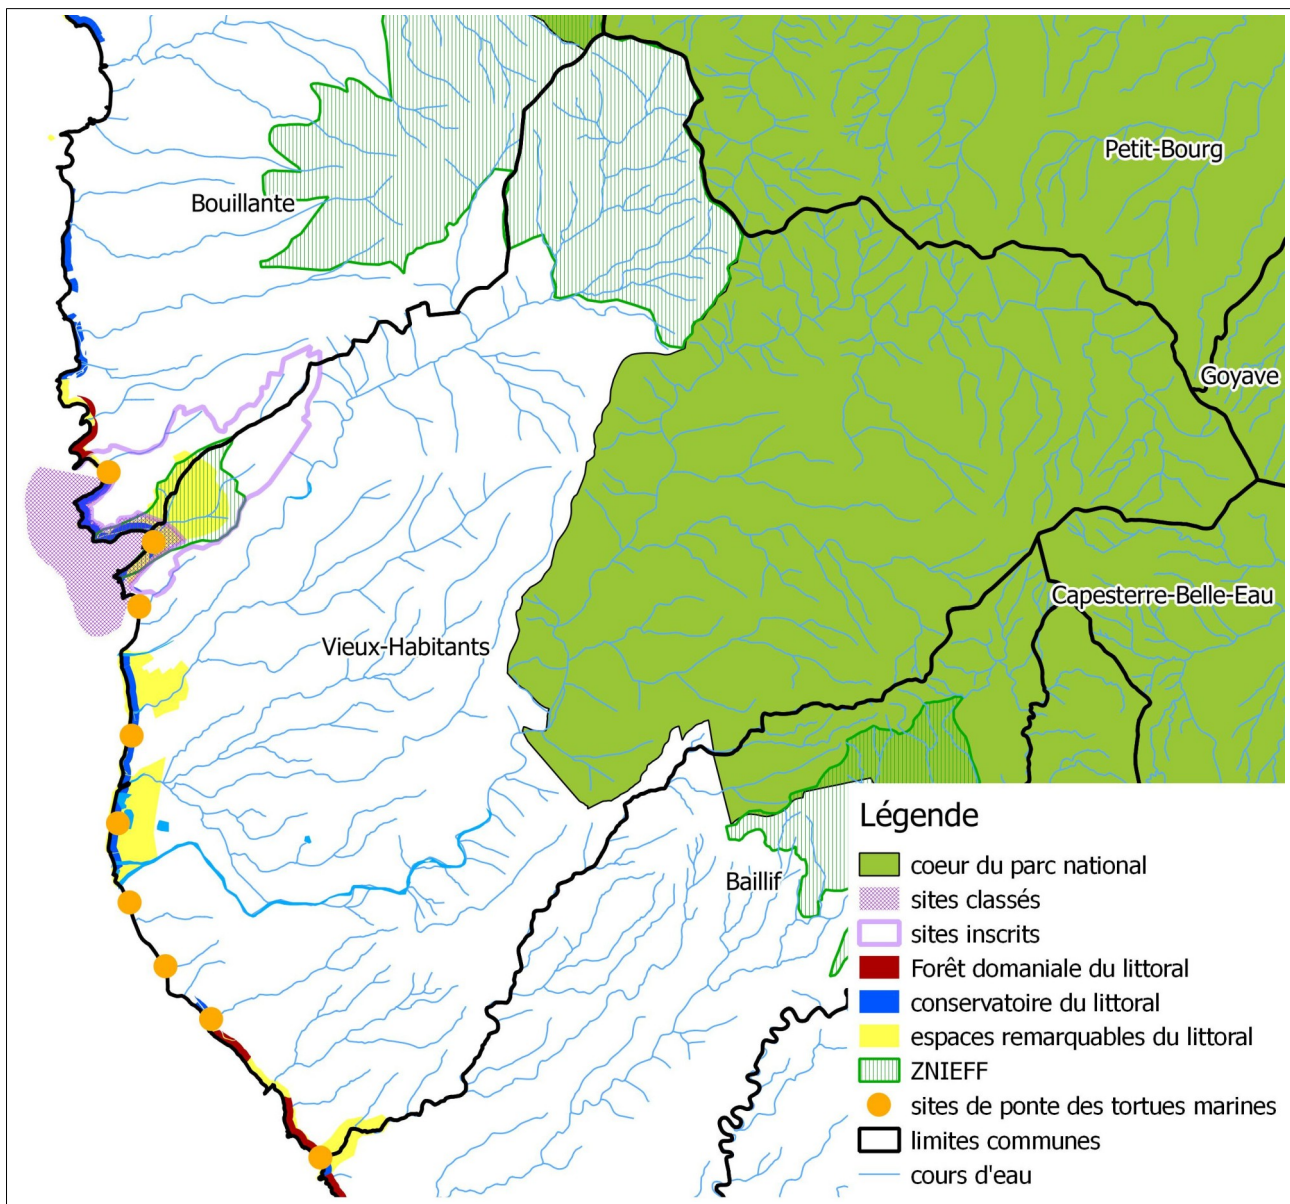 Petit-Bourg
Bouillante
Goyave
Capesterre-Belle-Eau
Vieux-Habitants
Baillif
Légende
coeur du parc national
sites classés
sites inscrits
Forêt domaniale du littoral
conservatoire du littoral
espaces remarquables du littoral
ZNIEFF
sites de ponte des tortues marines
limites communes
cours d'eau